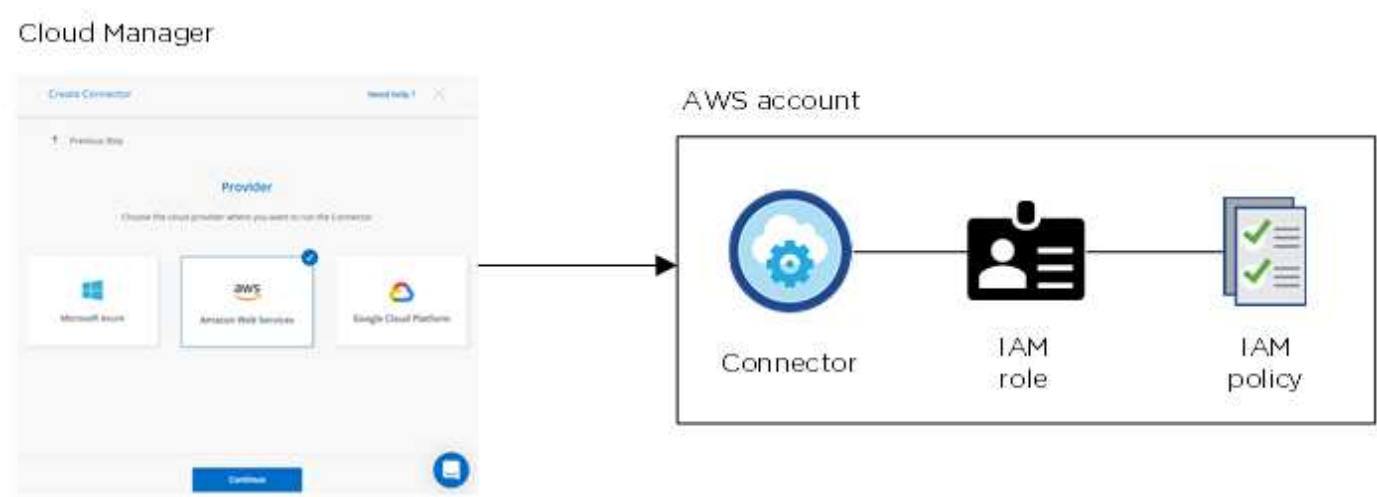 Cloud Manager
Create Connector
Need help?
Previous Step
Provider
Choose the cloud provider where you want to run the Connector
Microsoft Azure
aws
Amazon Web Services
Google Cloud Platform
Continue
AWS account
Connector
IAM
role
IAM
policy